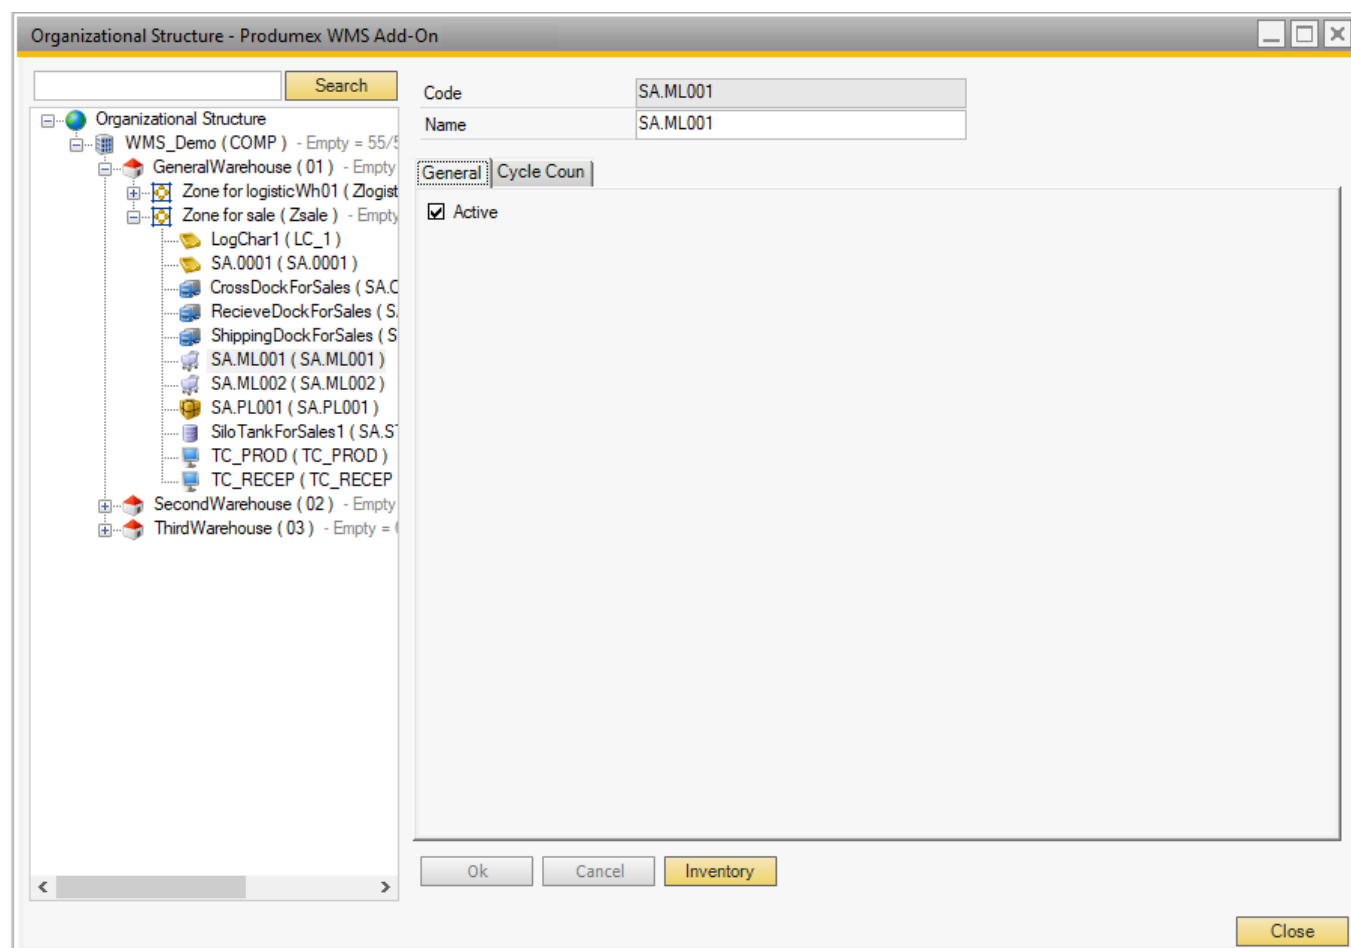 Organizational Structure - Produmex WMS Add-On
Search
Code SA.ML001
Name SA.ML001
Organizational Structure
WMS_Demo ( COMP ) - Empty = 55/5
GeneralWarehouse ( 01 ) - Empty
Zone for logisticWh01 ( Zlogist
Zone for sale ( Zsale ) - Empty
LogChar1 ( LC_1 )
SA.0001 ( SA.0001 )
CrossDockForSales ( SA.C
RecieveDockForSales ( S.
ShippingDockForSales ( S
SA.ML001 ( SA.ML001 )
SA.ML002 ( SA.ML002 )
SA.PL001 ( SA.PL001 )
SiloTankForSales1 ( SA.S
TC_PROD ( TC_PROD )
TC_RECEP ( TC_RECEP
SecondWarehouse ( 02 ) - Empty
ThirdWarehouse ( 03 ) - Empty =
General Cycle Coun
Active
Ok Cancel Inventory
Close